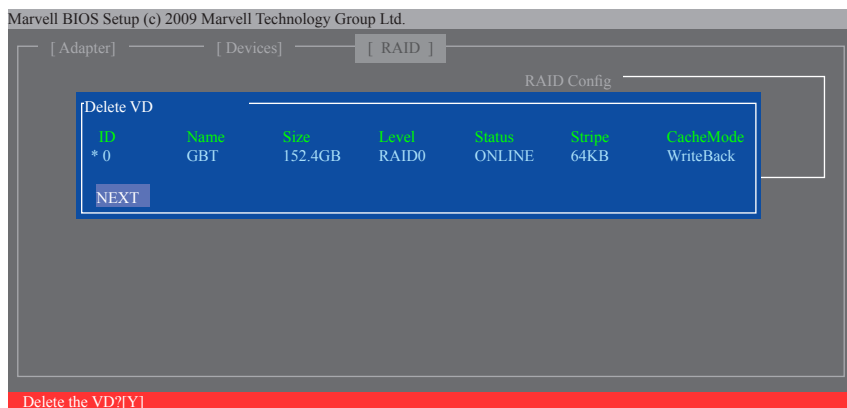 Marvell BIOS Setup (c) 2009 Marvell Technology Group Ltd.
[ Adapter] [ Devices] [ RAID ]
RAID Config
Delete VD
ID Name Size Level Status Stripe CacheMode
* 0 GBT 152.4GB RAID0 ONLINE 64KB WriteBack
NEXT
Delete the VD?[Y]